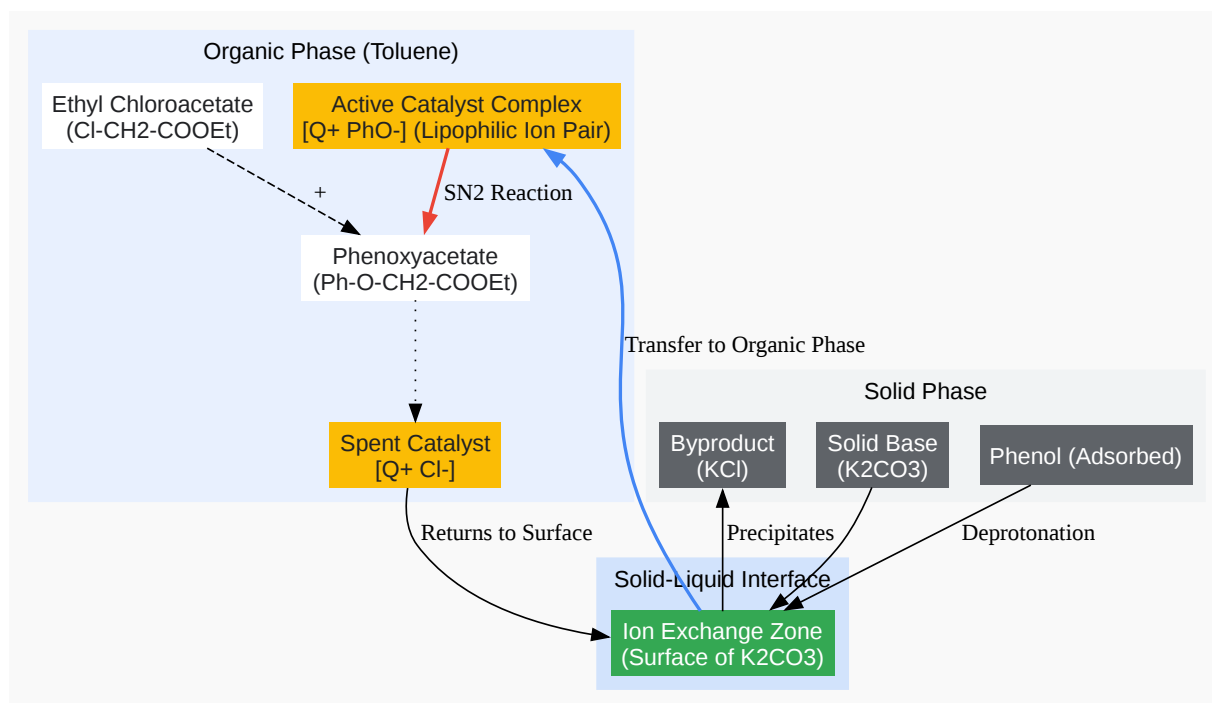 Organic Phase (Toluene)
Ethyl Chloroacetate
(Cl-CH2-COOEt)
Active Catalyst Complex
[Q+ PhO-] (Lipophilic Ion Pair)
+
SN2 Reaction
Phenoxyacetate
(Ph-O-CH2-COOEt)
Transfer to Organic Phase
Solid Phase
Spent Catalyst
[Q+ Cl-]
Byproduct
(KCl)
Solid Base
(K2CO3)
Phenol (Adsorbed)
Returns to Surface
Precipitates
Deprotonation
Solid-Liquid Interface
Ion Exchange Zone
(Surface of K2CO3)